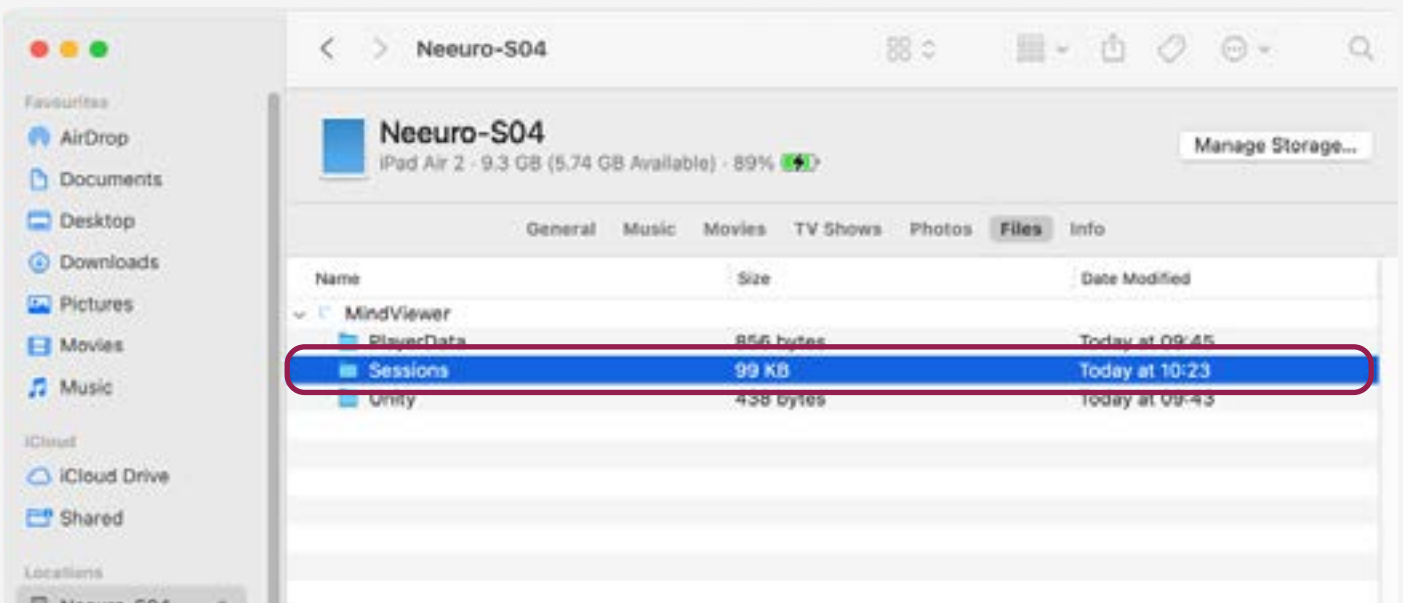 Neeuro-S04
Favourites
AirDrop
Documents
Desktop
Downloads
Pictures
Movies
Music
iCloud
iCloud Drive
Shared
Locations
Neeuro-S04
Neeuro-S04
iPad Air 2 · 9.3 GB (5.74 GB Available) · 89%
Manage Storage...
General Music Movies TV Shows Photos Files Info
Name Size Date Modified
MindViewer
PlayerData 856 bytes Today at 09:45
Sessions 99 KB Today at 10:23
Unity 438 bytes Today at 09:43